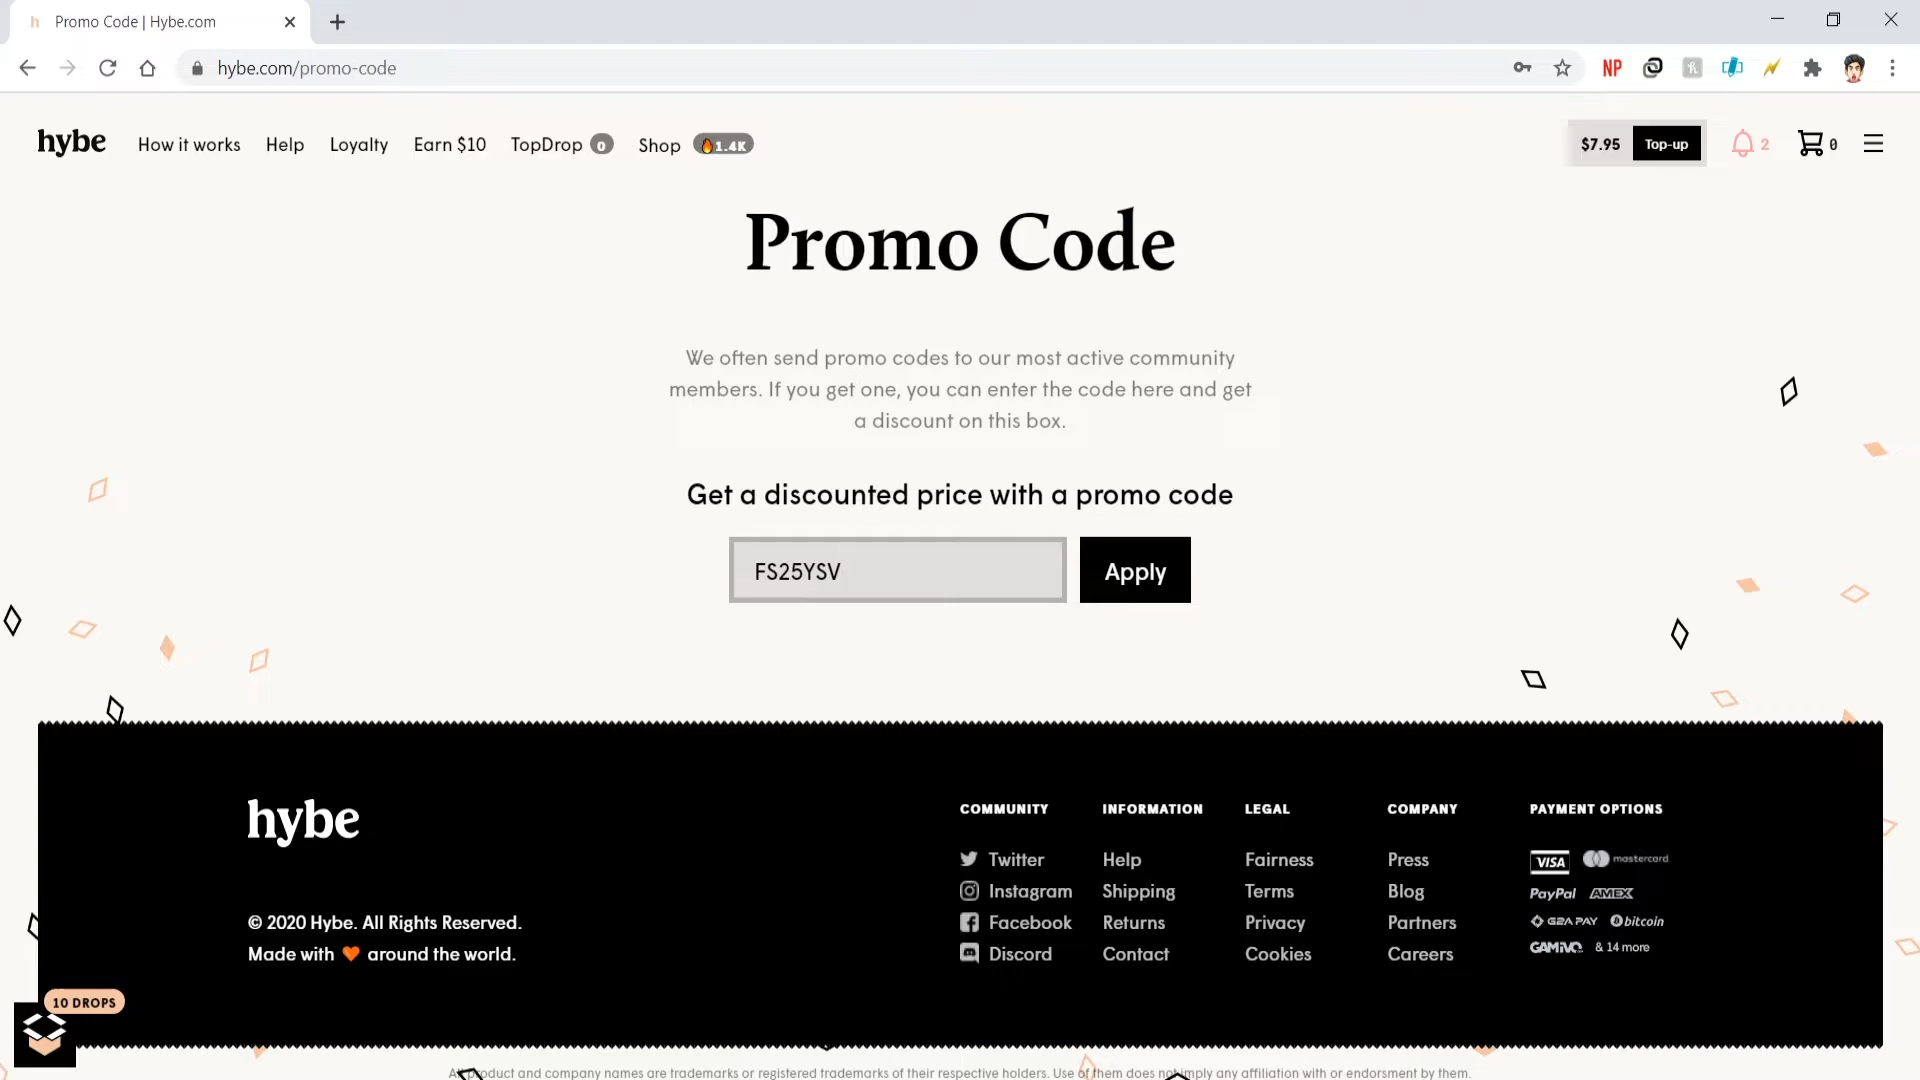 h Promo Code | Hybe.com
hybe.com/promo-code
NP
hybe How it works Help Loyalty Earn $10 TopDrop 0 Shop 1.4K $7.95 Top-up 2 0
Promo Code
We often send promo codes to our most active community
members. If you get one, you can enter the code here and get
a discount on this box.
Get a discounted price with a promo code
FS25YSV Apply
hybe
© 2020 Hybe. All Rights Reserved.
Made with around the world.
COMMUNITY
Twitter
Instagram
Facebook
Discord
INFORMATION
Help
Shipping
Returns
Contact
LEGAL
Fairness
Terms
Privacy
Cookies
COMPANY
Press
Blog
Partners
Careers
PAYMENT OPTIONS
VISA mastercard
PayPal AMEX
G2A PAY bitcoin
GAMIVO & 14 more
10 DROPS
All product and company names are trademarks or registered trademarks of their respective holders. Use of them does not imply any affiliation with or endorsment by them.